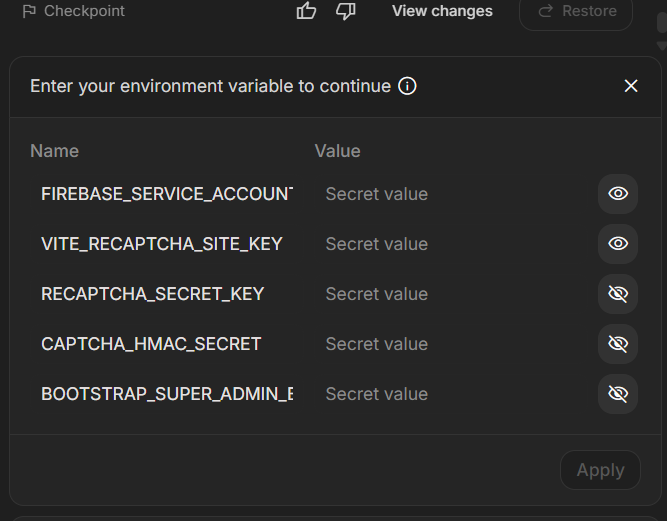 Checkpoint View changes Restore
Enter your environment variable to continue
Name Value
FIREBASE_SERVICE_ACCOUNT Secret value
VITE_RECAPTCHA_SITE_KEY Secret value
RECAPTCHA_SECRET_KEY Secret value
CAPTCHA_HMAC_SECRET Secret value
BOOTSTRAP_SUPER_ADMIN_E Secret value
Apply